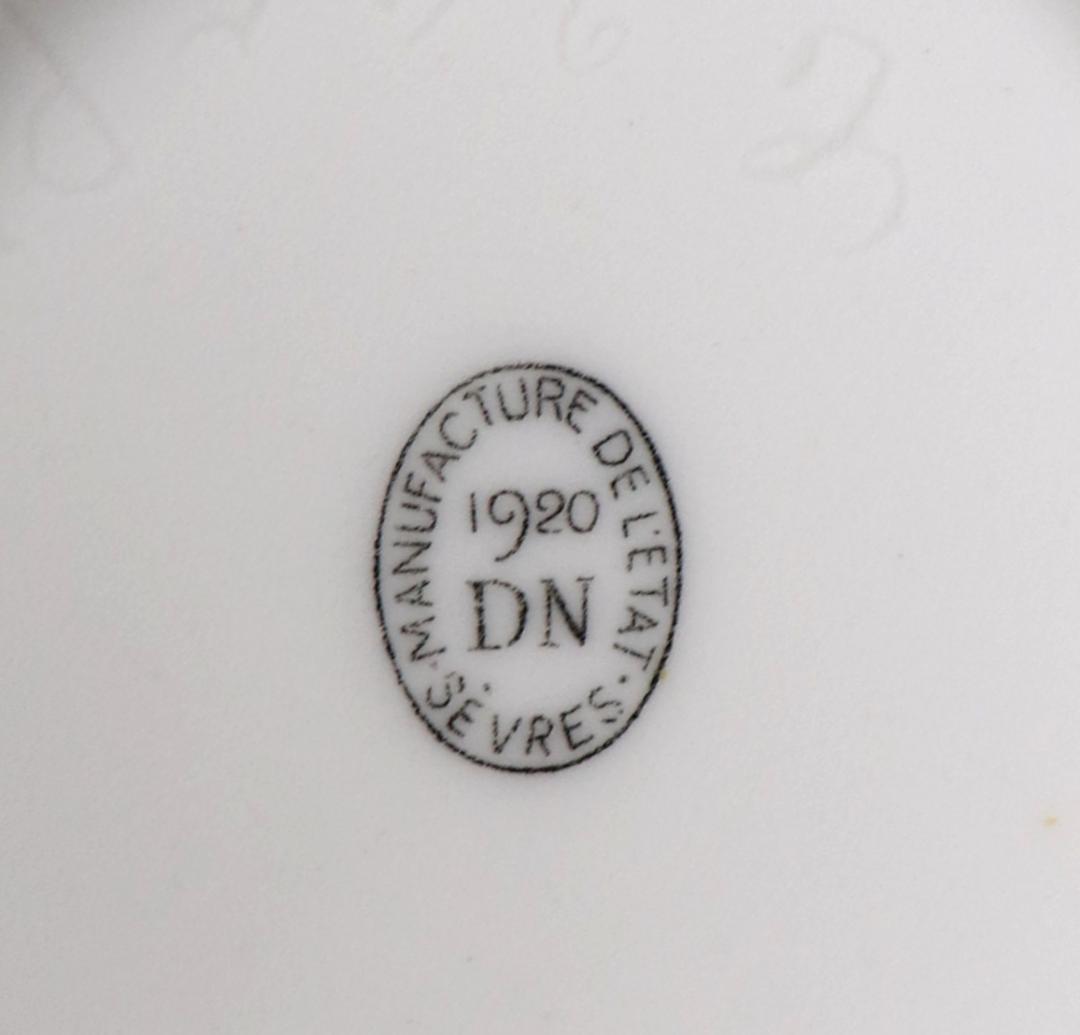 MANUFACTURE DE L'ETAT
1920
DN
SÈVRES